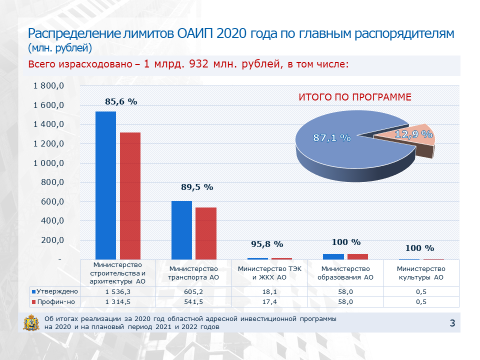 Распределение лимитов ОАИП 2020 года по главным распорядителям
(млн. рублей)
Всего израсходовано – 1 млрд. 932 млн. рублей, в том числе:
1 800,0
1 600,0
1 400,0
1 200,0
1 000,0
800,0
600,0
400,0
200,0
-
85,6 %
89,5 %
95,8 %
100 %
100 %
ИТОГО ПО ПРОГРАММЕ
87,1 %
12,9 %
Министерство строительства и архитектуры АО
Министерство транспорта АО
Министерство ТЭК и ЖКХ АО
Министерство образования АО
Министерство культуры АО
Утверждено 1 536,3 605,2 18,1 58,0 0,5
Профин-но 1 314,5 541,5 17,4 58,0 0,5
Об итогах реализации за 2020 год областной адресной инвестиционной программы
на 2020 и на плановый период 2021 и 2022 годов
3